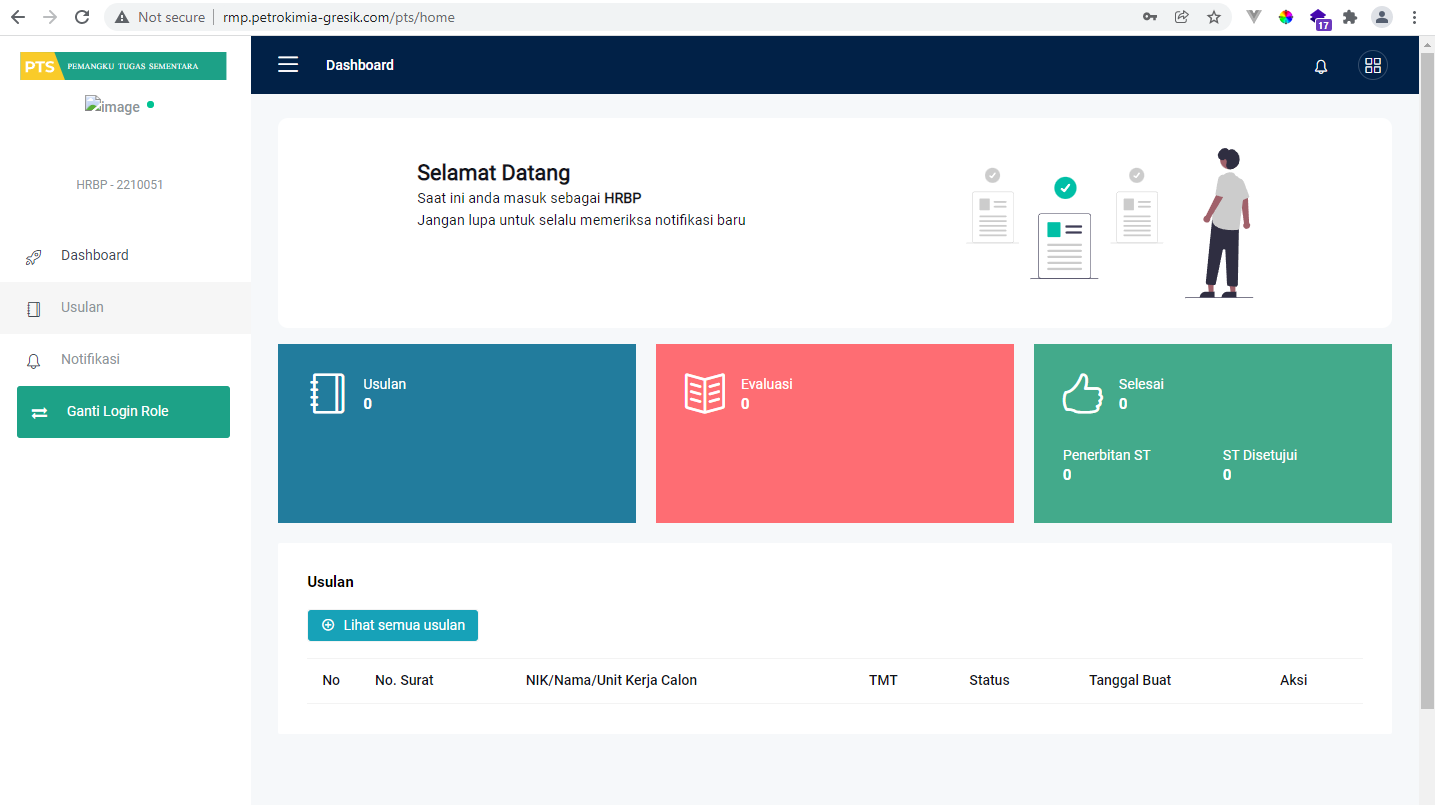 Not secure
rmp.petrokimia-gresik.com/pts/home
17
PTS PEMANGKU TUGAS SEMENTARA
image
HRBP - 2210051
Dashboard
Usulan
Notifikasi
Ganti Login Role
Dashboard
Selamat Datang
Saat ini anda masuk sebagai HRBP
Jangan lupa untuk selalu memeriksa notifikasi baru
Usulan
0
Evaluasi
0
Selesai
0
Penerbitan ST
0
ST Disetujui
0
Usulan
Lihat semua usulan
No No. Surat NIK/Nama/Unit Kerja Calon TMT Status Tanggal Buat Aksi